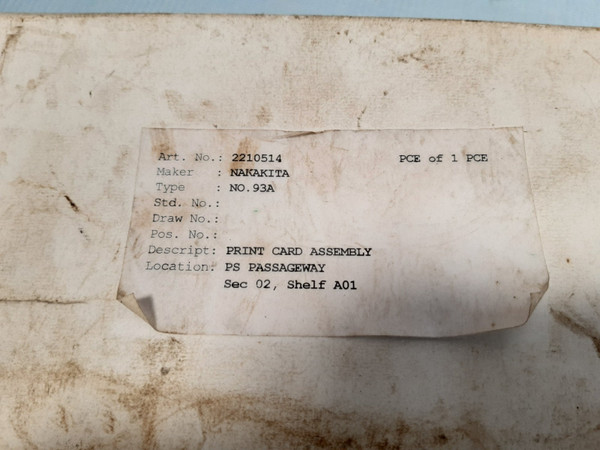 Art. No.: 2210514 PCE of 1 PCE
Maker : NAKAKITA
Type : NO.93A
Std. No.:
Draw No.:
Pos. No.:
Descript: PRINT CARD ASSEMBLY
Location: PS PASSAGEWAY
Sec 02, Shelf A01